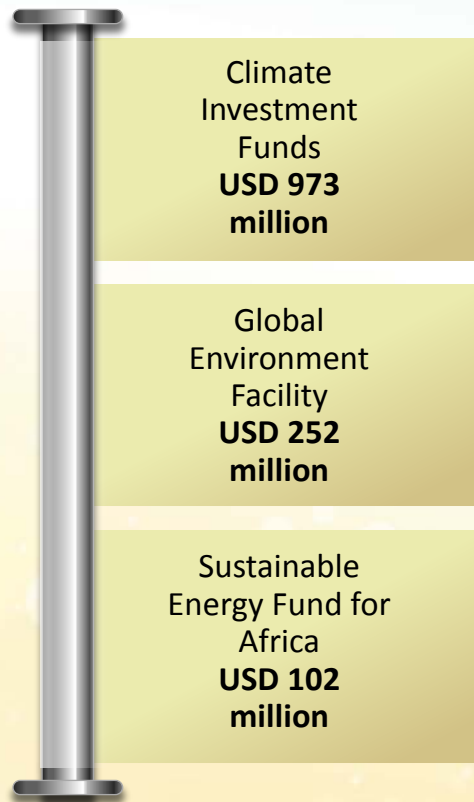 Climate
Investment
Funds
USD 973
million
Global
Environment
Facility
USD 252
million
Sustainable
Energy Fund for
Africa
USD 102
million